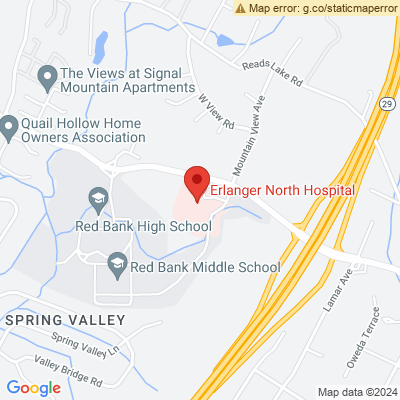 Map error: g.co/staticmaperror
Reads Lake Rd
The Views at Signal
Mountain Apartments
W View Rd
Mountain View Ave
29
Quail Hollow Home
Owners Association
Erlanger North Hospital
Red Bank High School
Red Bank Middle School
Lamar Ave
Oweda Terrace
SPRING VALLEY
Spring Valley Ln
Valley Bridge Rd
Google
Map data ©2024